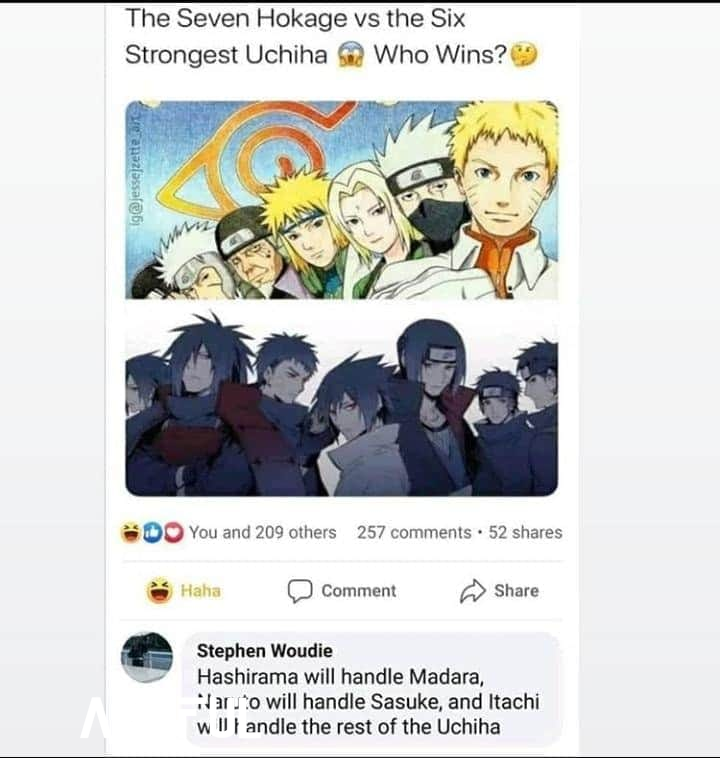 The Seven Hokage vs the Six
Strongest Uchiha 😱 Who Wins?🤔
ig@jessejzette_art
You and 209 others 257 comments • 52 shares
Haha Comment Share
Stephen Woudie
Hashirama will handle Madara,
will handle Sasuke, and Itachi
will handle the rest of the Uchiha